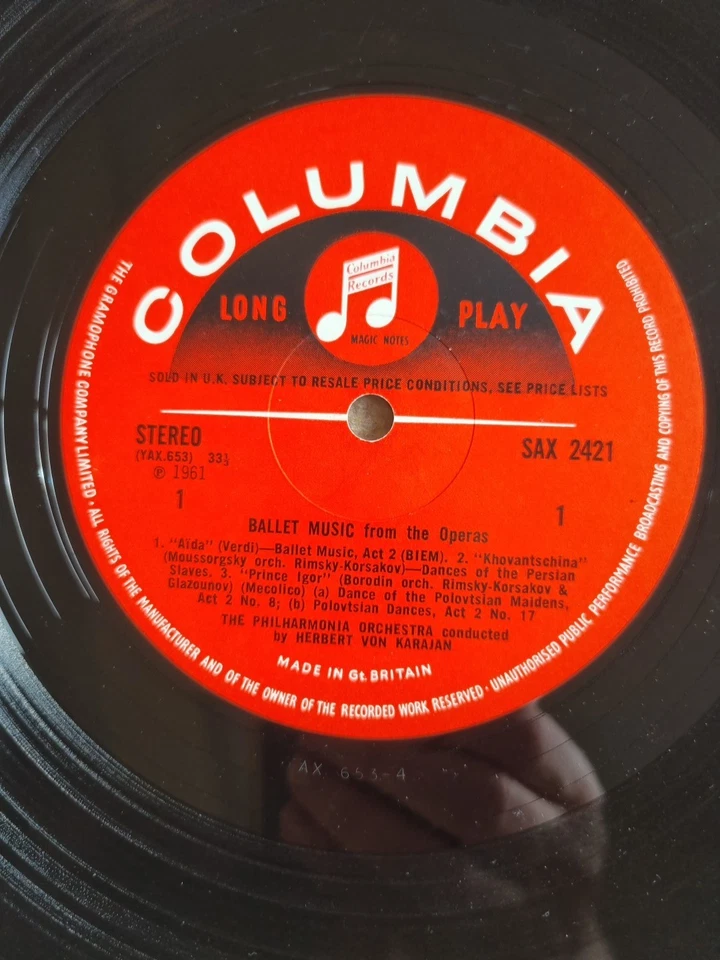 COLUMBIA
Columbia
Records
LONG PLAY
MAGIC NOTES
SOLD IN U.K. SUBJECT TO RESALE PRICE CONDITIONS, SEE PRICE LISTS
STEREO
SAX 2421
(YAX.653) 33⅓
℗ 1961
1 1
BALLET MUSIC from the Operas
1. "Aïda" (Verdi)—Ballet Music, Act 2 (BIEM). 2. "Khovantschina"
(Moussorgsky orch. Rimsky-Korsakov)—Dances of the Persian
Slaves. 3. "Prince Igor" (Borodin orch. Rimsky-Korsakov &
Glazounov) (Mecolico) (a) Dance of the Polovtsian Maidens,
Act 2 No. 8; (b) Polovtsian Dances, Act 2 No. 17
THE PHILHARMONIA ORCHESTRA conducted
by HERBERT VON KARAJAN
MADE IN Gt. BRITAIN
THE GRAMOPHONE COMPANY LIMITED · ALL RIGHTS OF THE MANUFACTURER AND OF THE OWNER OF THE RECORDED WORK RESERVED · UNAUTHORISED PUBLIC PERFORMANCE BROADCASTING AND COPYING OF THIS RECORD PROHIBITED
AX 653-4